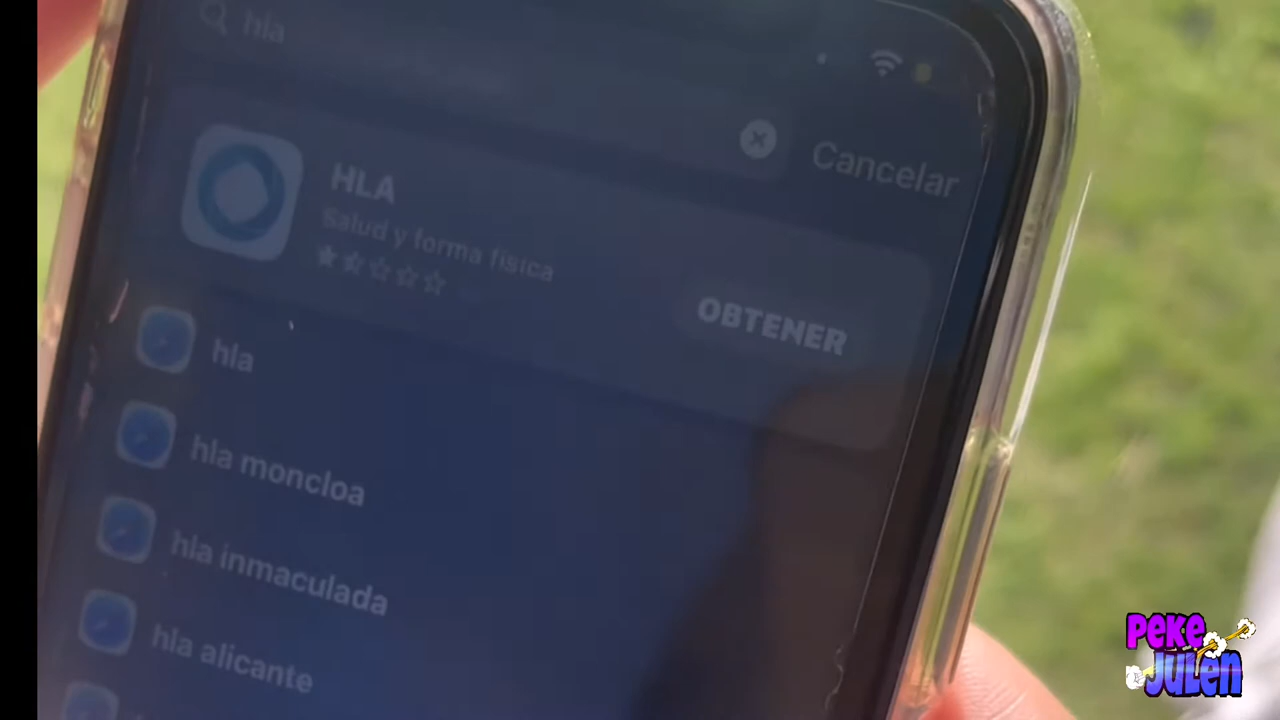 hla
Cancelar
HLA
Salud y forma física
OBTENER
hla
hla moncloa
hla inmaculada
hla alicante
PEKE
JULEN